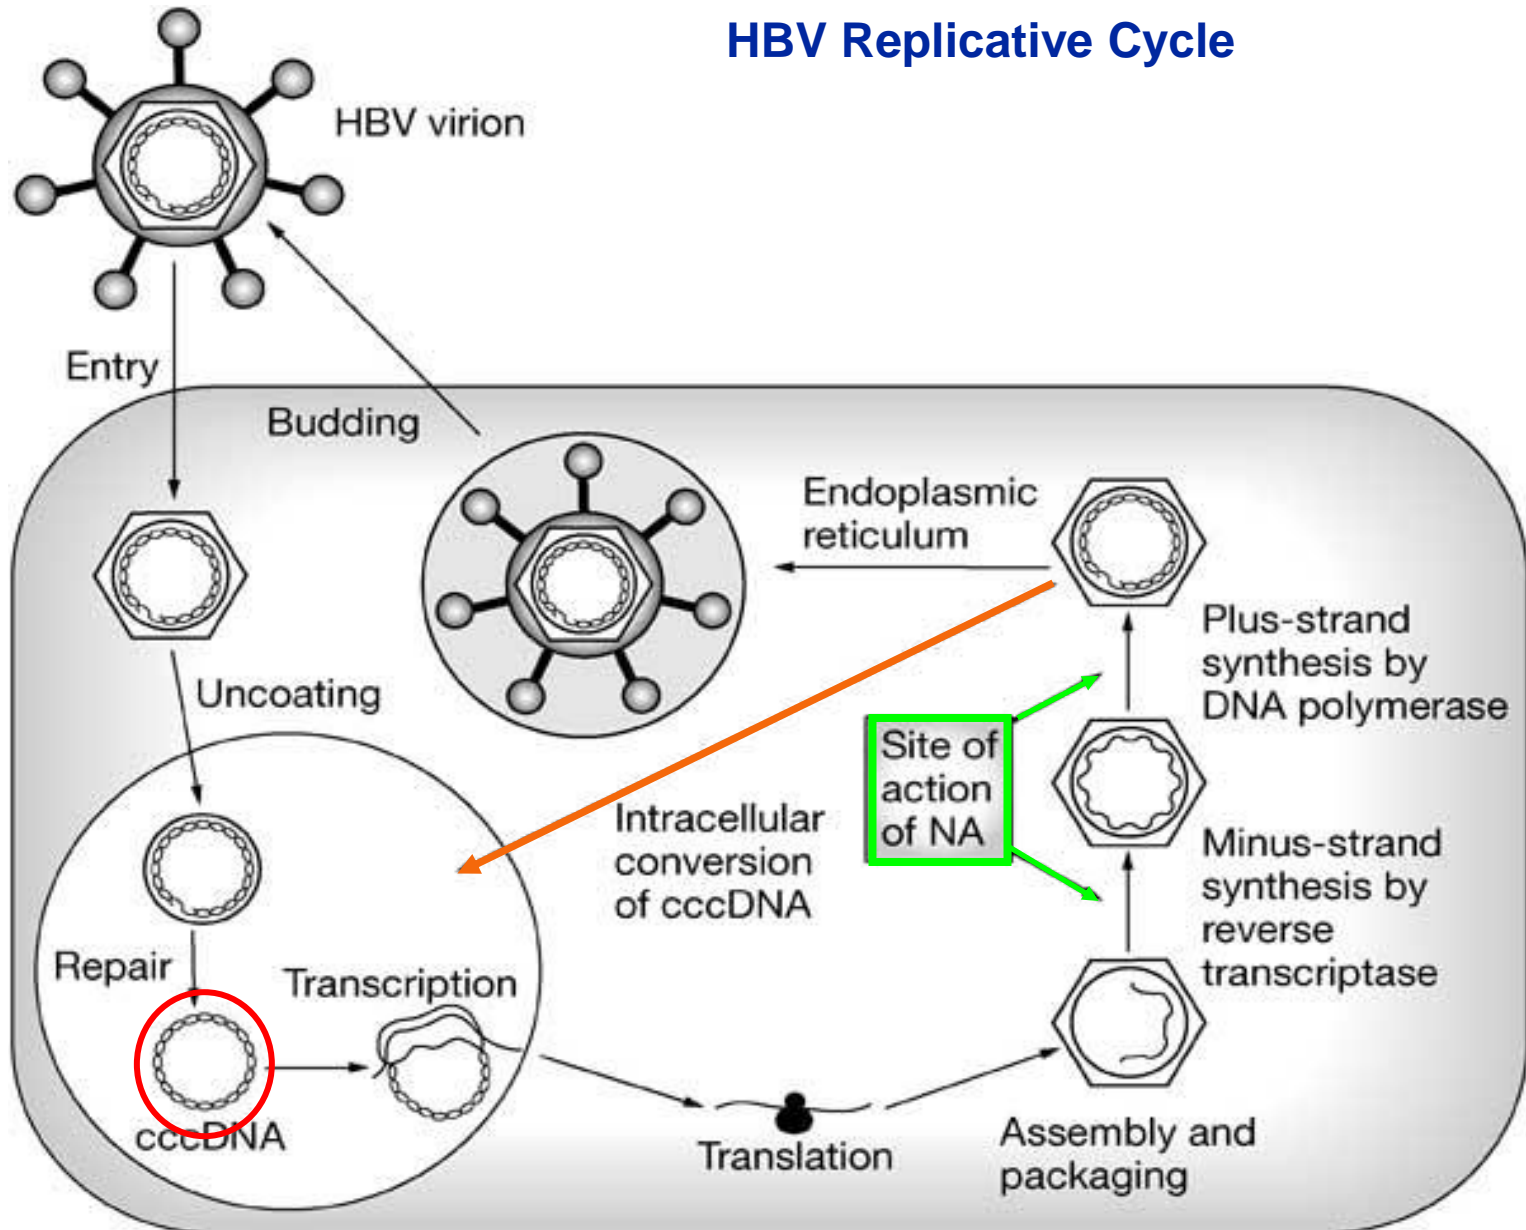 HBV Replicative Cycle
HBV virion
Entry
Budding
Endoplasmic
reticulum
Plus-strand
synthesis by
DNA polymerase
Uncoating
Site of
action
of NA
Intracellular
conversion
of cccDNA
Minus-strand
synthesis by
reverse
transcriptase
Repair
Transcription
cccDNA
Translation
Assembly and
packaging